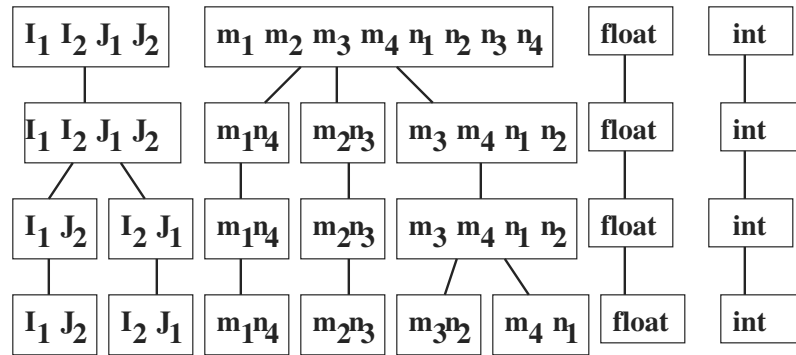 I₁ I₂ J₁ J₂ m₁ m₂ m₃ m₄ n₁ n₂ n₃ n₄ float int
I₁ I₂ J₁ J₂ m₁n₄ m₂n₃ m₃ m₄ n₁ n₂ float int
I₁ J₂ I₂ J₁ m₁n₄ m₂n₃ m₃ m₄ n₁ n₂ float int
I₁ J₂ I₂ J₁ m₁n₄ m₂n₃ m₃n₂ m₄ n₁ float int